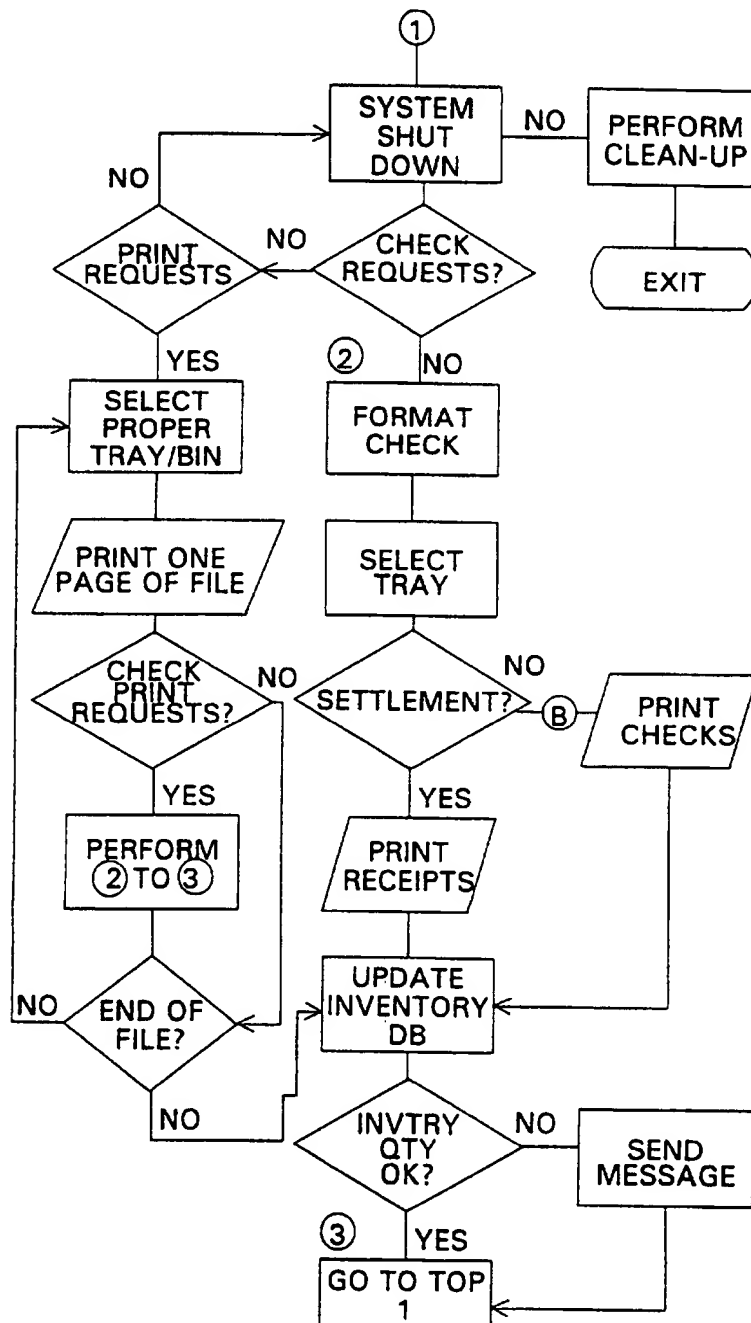 1
SYSTEM
SHUT
DOWN
NO
PERFORM
CLEAN-UP
EXIT
NO
PRINT
REQUESTS
NO
CHECK
REQUESTS?
YES
SELECT
PROPER
TRAY/BIN
2
NO
FORMAT
CHECK
PRINT ONE
PAGE OF FILE
SELECT
TRAY
CHECK
PRINT
REQUESTS?
NO
SETTLEMENT?
NO
B
PRINT
CHECKS
YES
PERFORM
2 TO 3
YES
PRINT
RECEIPTS
NO
END OF
FILE?
NO
UPDATE
INVENTORY
DB
INVTRY
QTY
OK?
NO
SEND
MESSAGE
3
YES
GO TO TOP
1